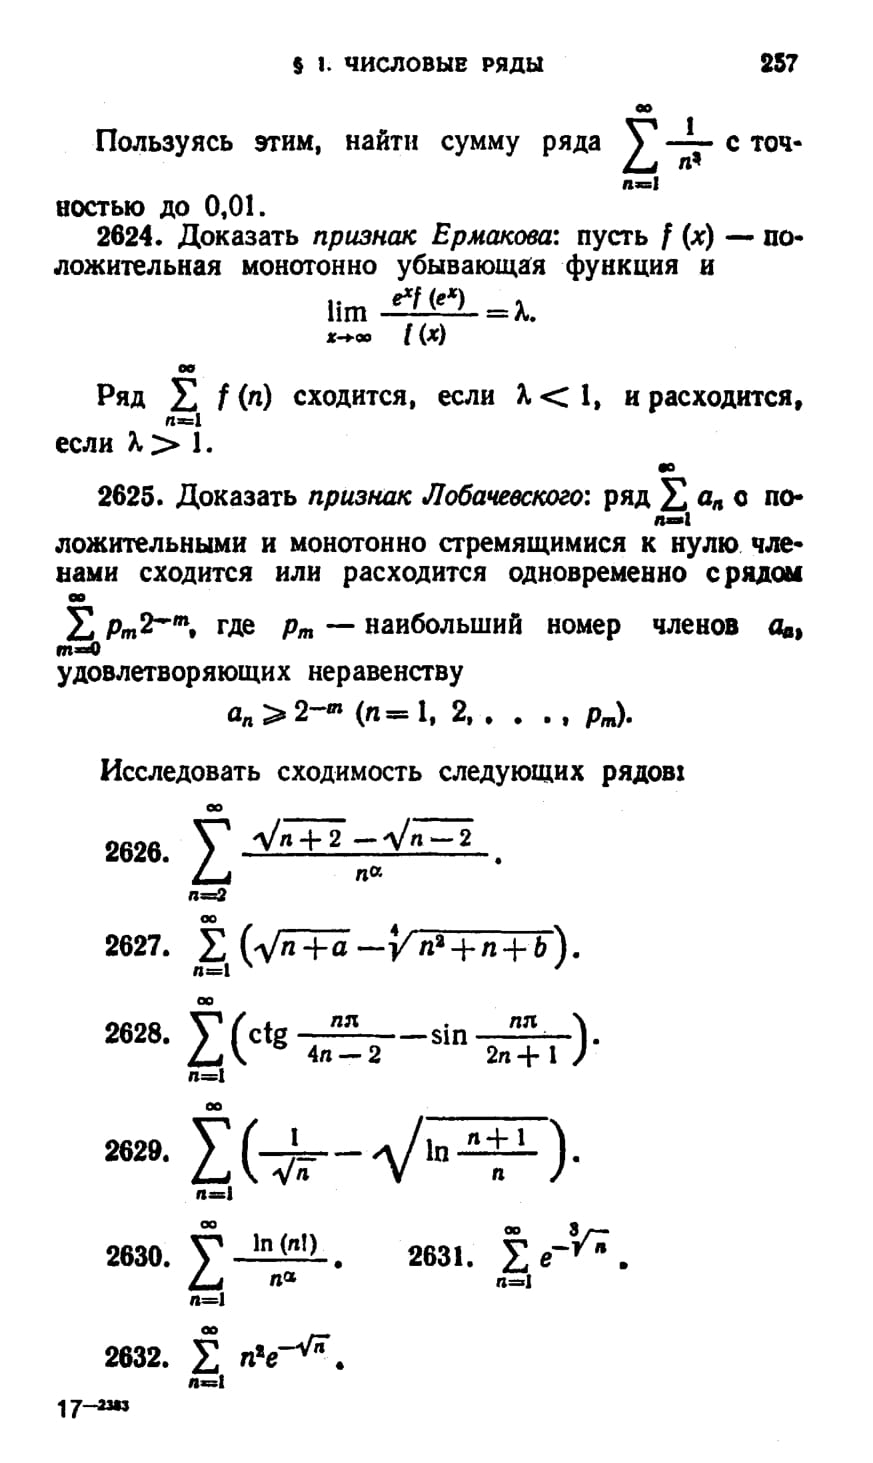 § 1. ЧИСЛОВЫЕ РЯДЫ 257
Пользуясь этим, найти сумму ряда $\sum_{n=1}^{\infty} \frac{1}{n^3}$ с точ-
ностью до 0,01.
2624. Доказать признак Ермакова: пусть f (x) — по-
ложительная монотонно убывающая функция и
$\lim_{x \to \infty} \frac{e^x f(e^x)}{f(x)} = \lambda.$
Ряд $\sum_{n=1}^{\infty} f(n)$ сходится, если λ < 1, и расходится,
если λ > 1.
2625. Доказать признак Лобачевского: ряд $\sum_{n=1}^{\infty} a_n$ с по-
ложительными и монотонно стремящимися к нулю чле-
нами сходится или расходится одновременно с рядом
$\sum_{m=0}^{\infty} p_m 2^{-m}$, где $p_m$ — наибольший номер членов $a_n$,
удовлетворяющих неравенству
$a_n \geqslant 2^{-m}$ (n = 1, 2, . . . , $p_m$).
Исследовать сходимость следующих рядов:
2626. $\sum_{n=2}^{\infty} \frac{\sqrt{n+2} - \sqrt{n-2}}{n^{\alpha}}$.
2627. $\sum_{n=1}^{\infty} \left( \sqrt{n+a} - \sqrt[4]{n^2+n+b} \right)$.
2628. $\sum_{n=1}^{\infty} \left( \operatorname{ctg} \frac{n\pi}{4n-2} - \sin \frac{n\pi}{2n+1} \right)$.
2629. $\sum_{n=1}^{\infty} \left( \frac{1}{\sqrt{n}} - \sqrt{\ln \frac{n+1}{n}} \right)$.
2630. $\sum_{n=1}^{\infty} \frac{\ln (n!)}{n^{\alpha}}$. 2631. $\sum_{n=1}^{\infty} e^{-\sqrt[3]{n}}$.
2632. $\sum_{n=1}^{\infty} n^2 e^{-\sqrt{n}}$.
17—2383